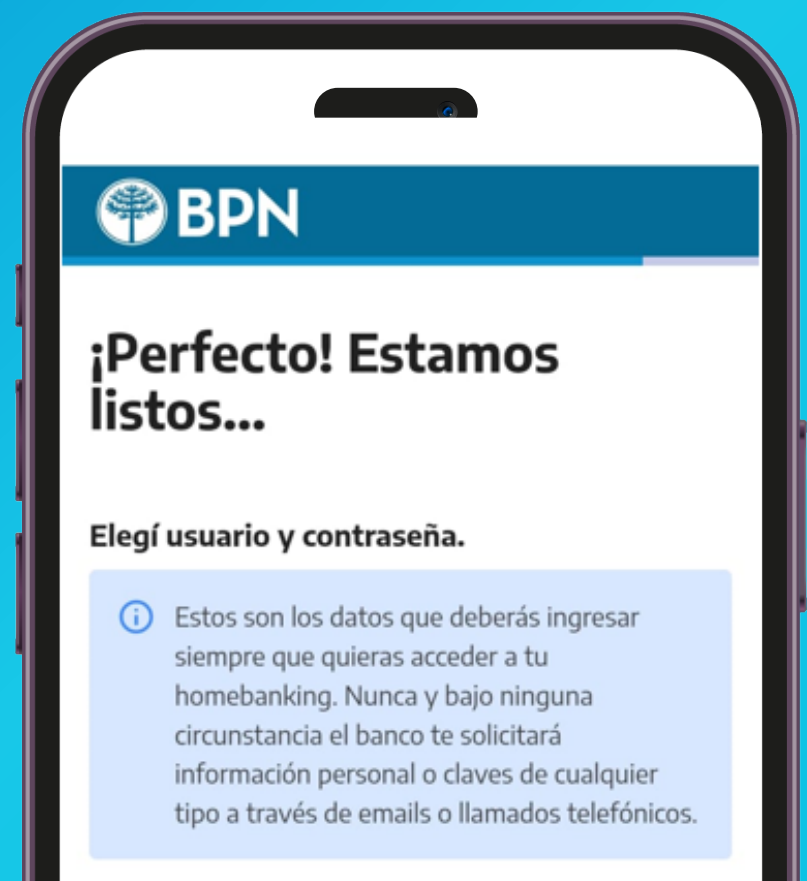 BPN
¡Perfecto! Estamos
listos...
Elegí usuario y contraseña.
Estos son los datos que deberás ingresar
siempre que quieras acceder a tu
homebanking. Nunca y bajo ninguna
circunstancia el banco te solicitará
información personal o claves de cualquier
tipo a través de emails o llamados telefónicos.